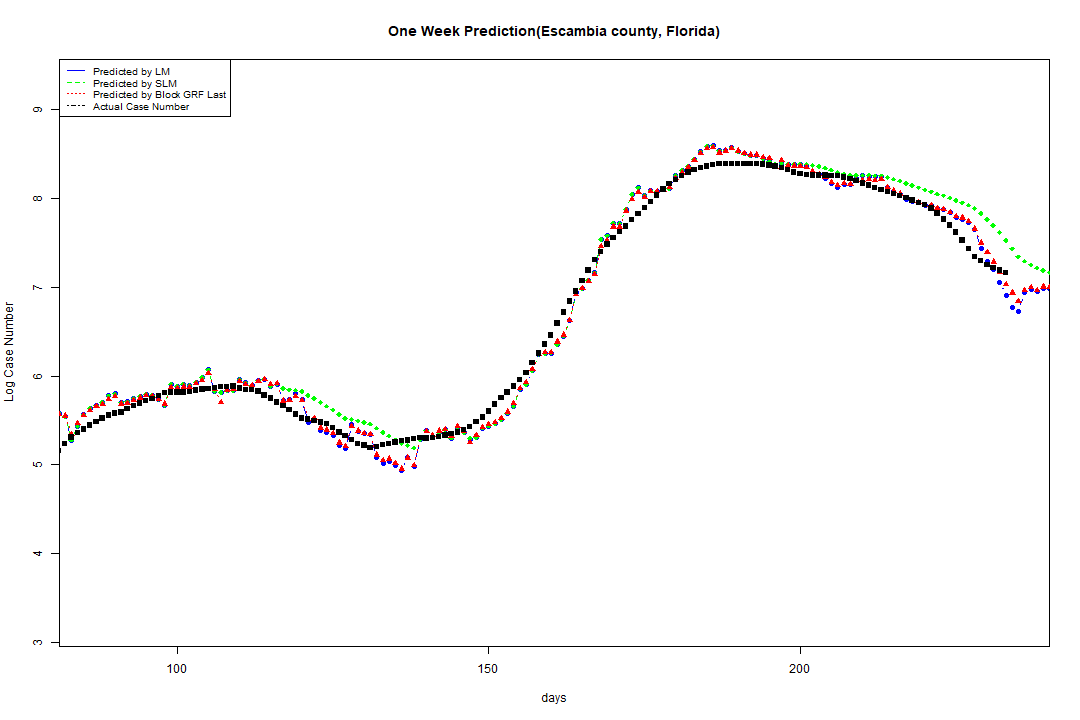 One Week Prediction(Escambia county, Florida)
Predicted by LM
Predicted by SLM
Predicted by Block GRF Last
Actual Case Number
9
8
7
6
5
4
3
Log Case Number
100 150 200
days